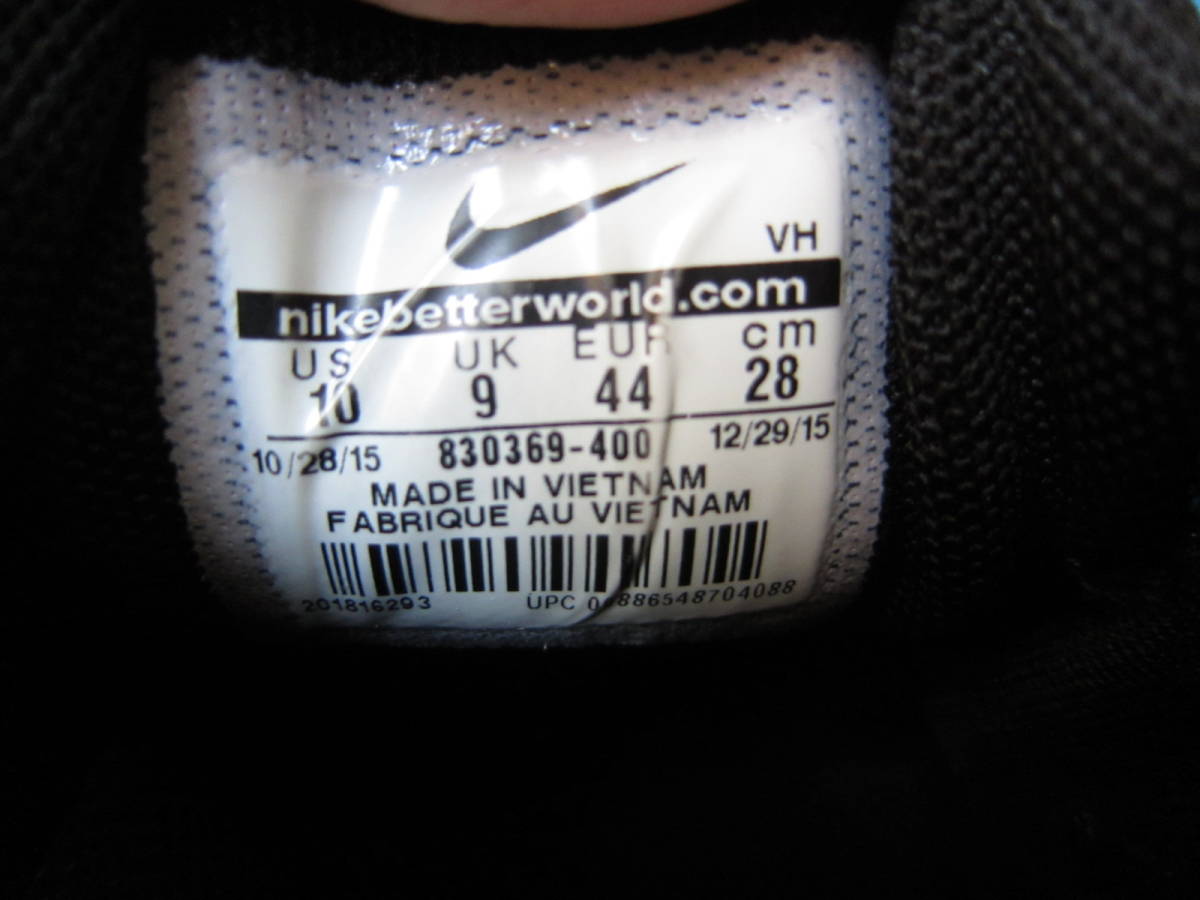 VH
nikebetterworld.com
US UK EUR cm
10 9 44 28
10/28/15 830369-400 12/29/15
MADE IN VIETNAM
FABRIQUE AU VIETNAM
201816293 UPC 00886548704088